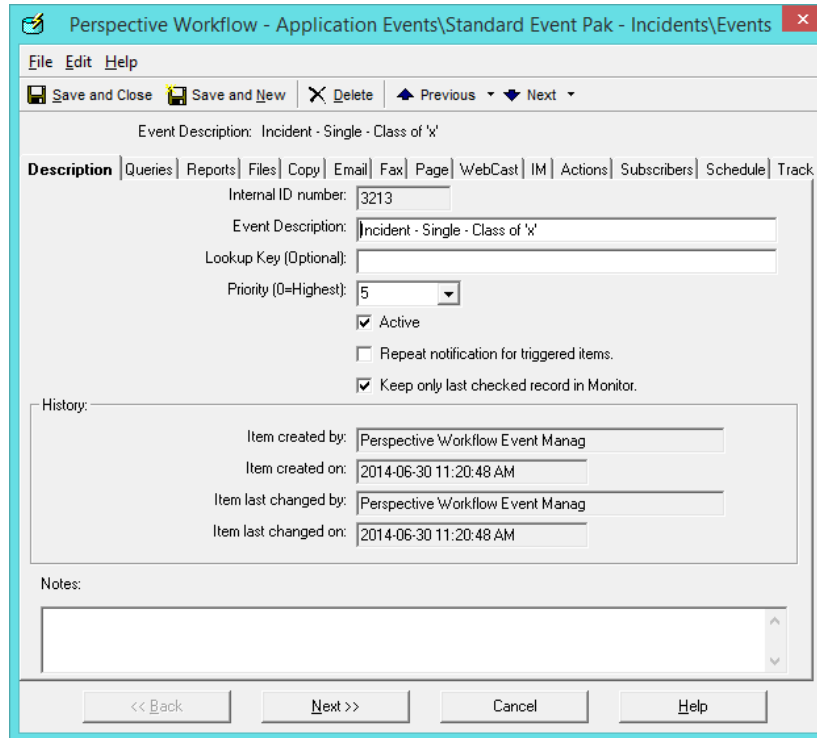 Perspective Workflow - Application Events\Standard Event Pak - Incidents\Events
File Edit Help
Save and Close Save and New Delete Previous Next
Event Description: Incident - Single - Class of 'x'
Description Queries Reports Files Copy Email Fax Page WebCast IM Actions Subscribers Schedule Track
Internal ID number: 3213
Event Description: Incident - Single - Class of 'x'
Lookup Key (Optional):
Priority (0=Highest): 5
Active
Repeat notification for triggered items.
Keep only last checked record in Monitor.
History:
Item created by: Perspective Workflow Event Manag
Item created on: 2014-06-30 11:20:48 AM
Item last changed by: Perspective Workflow Event Manag
Item last changed on: 2014-06-30 11:20:48 AM
Notes:
<< Back Next >> Cancel Help